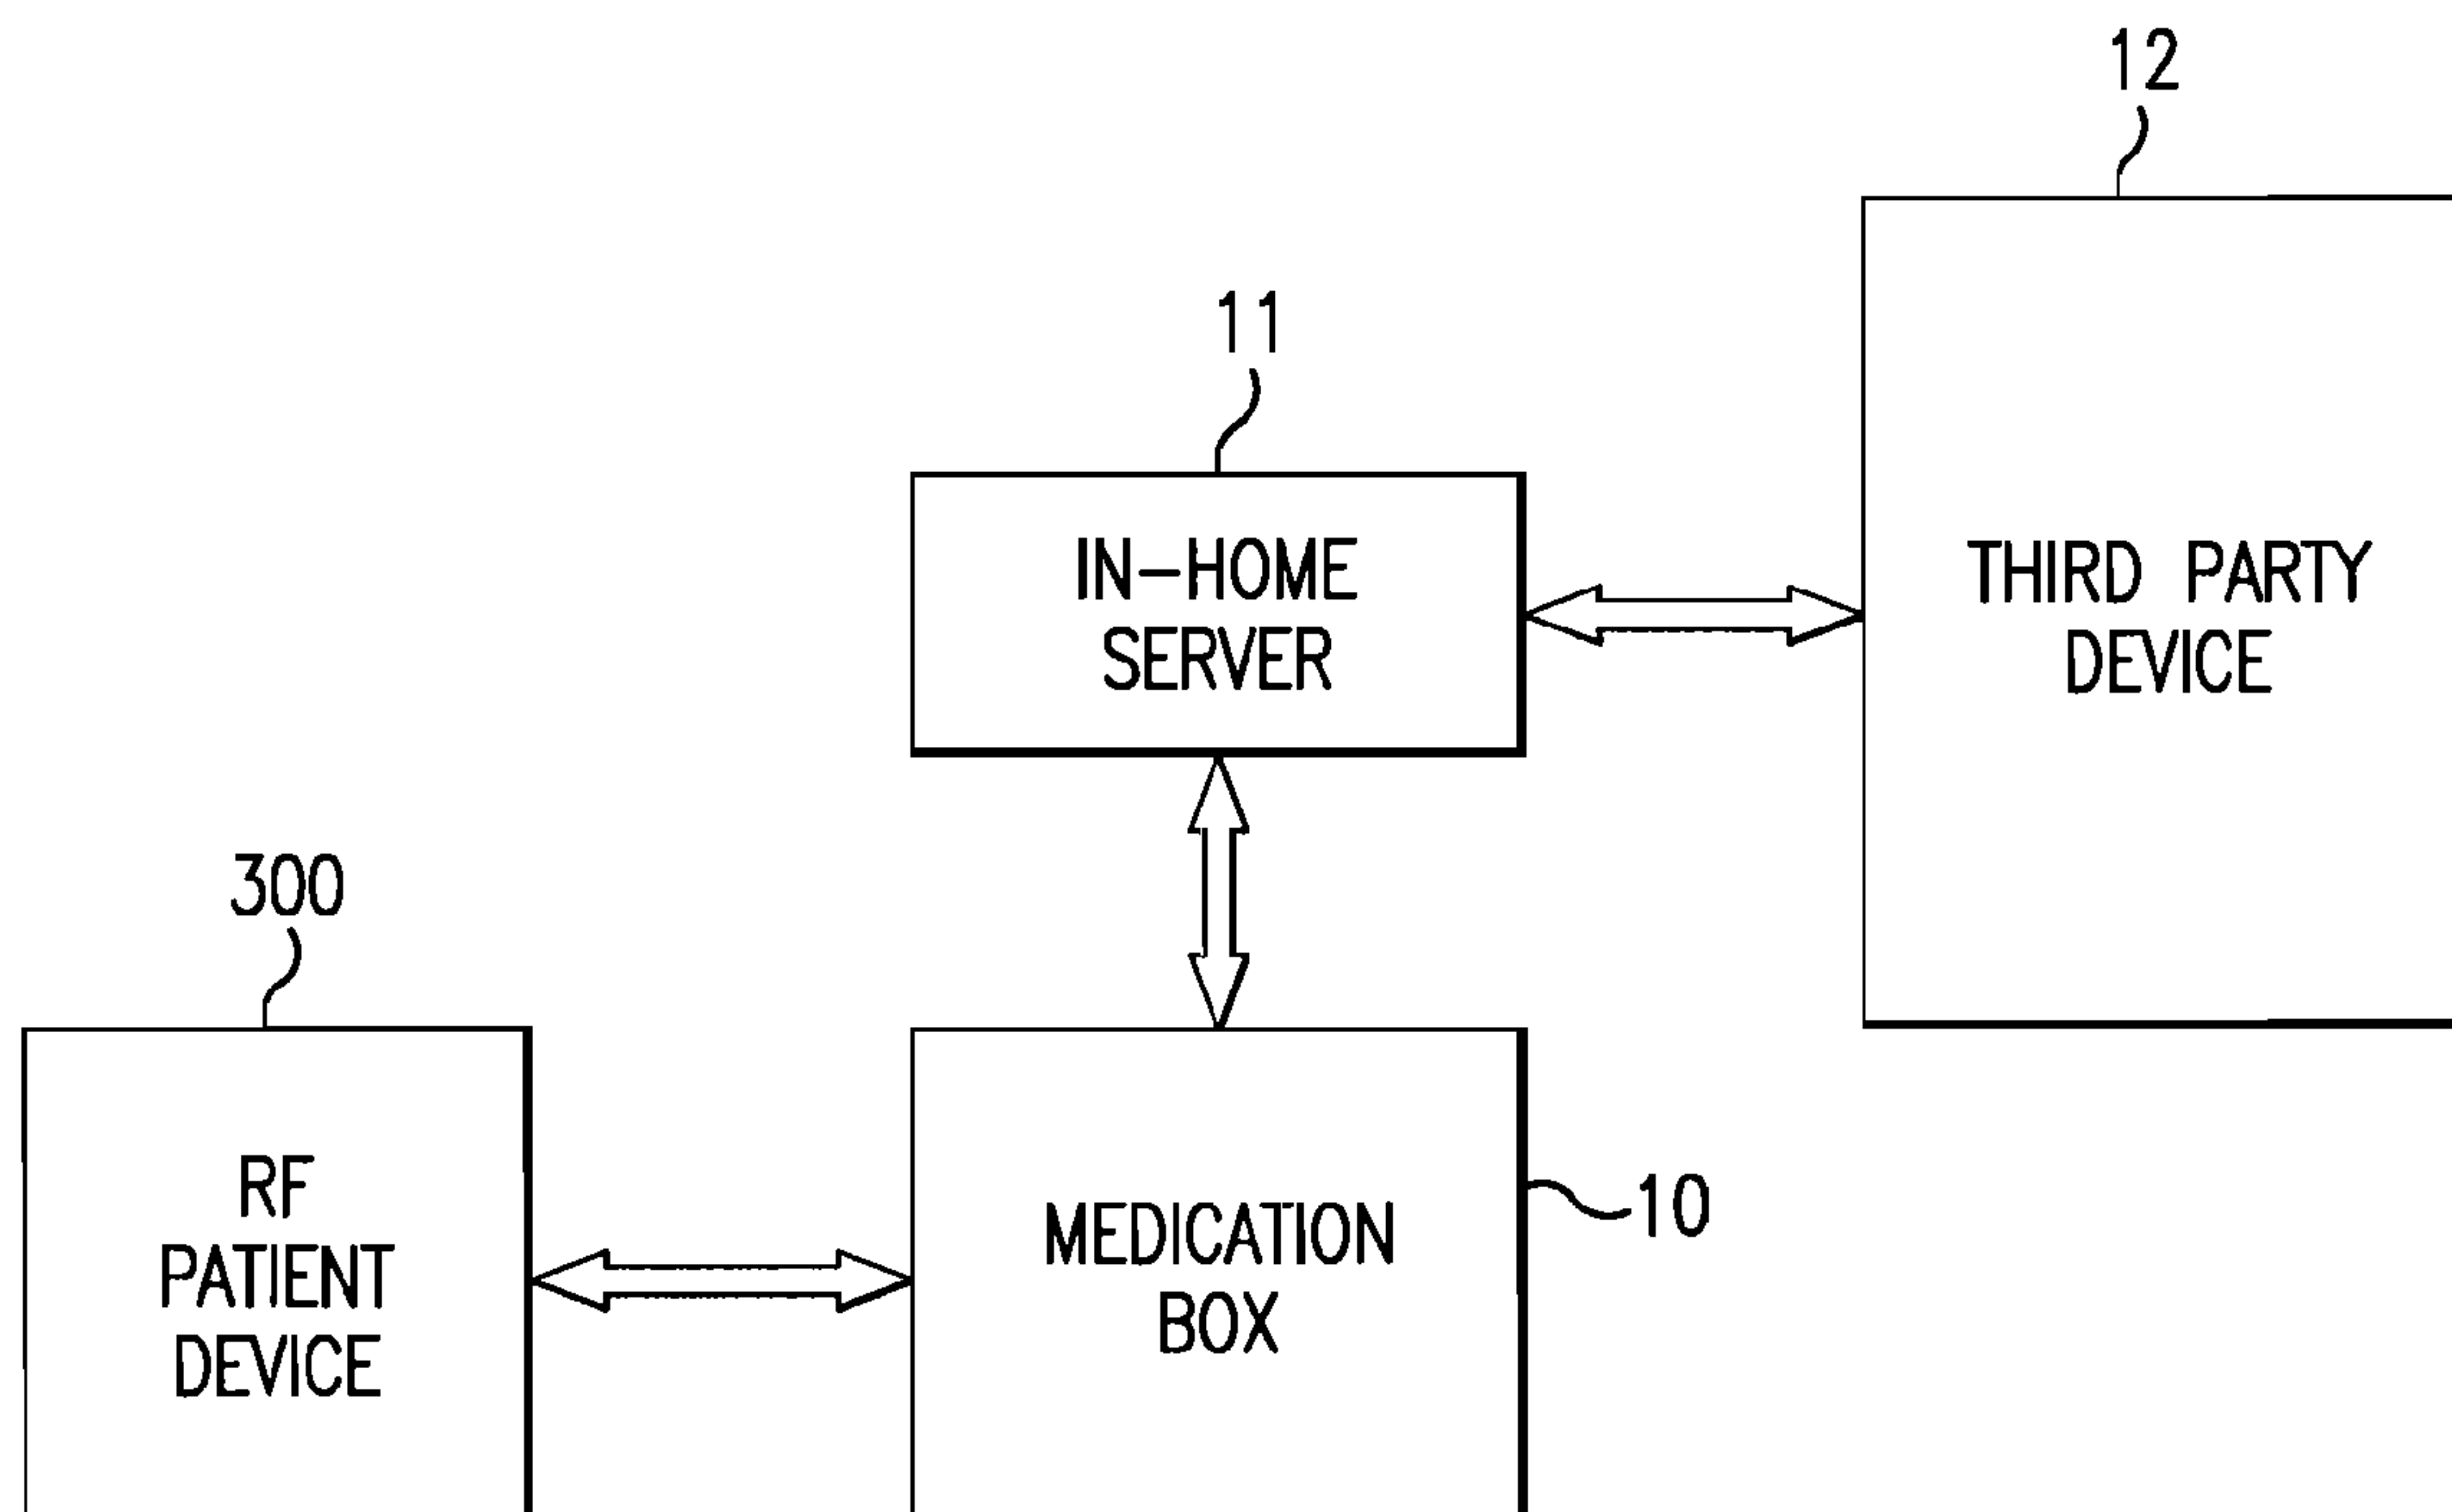 12
11
IN-HOME
SERVER
THIRD PARTY
DEVICE
300
RF
PATIENT
DEVICE
MEDICATION
BOX
10